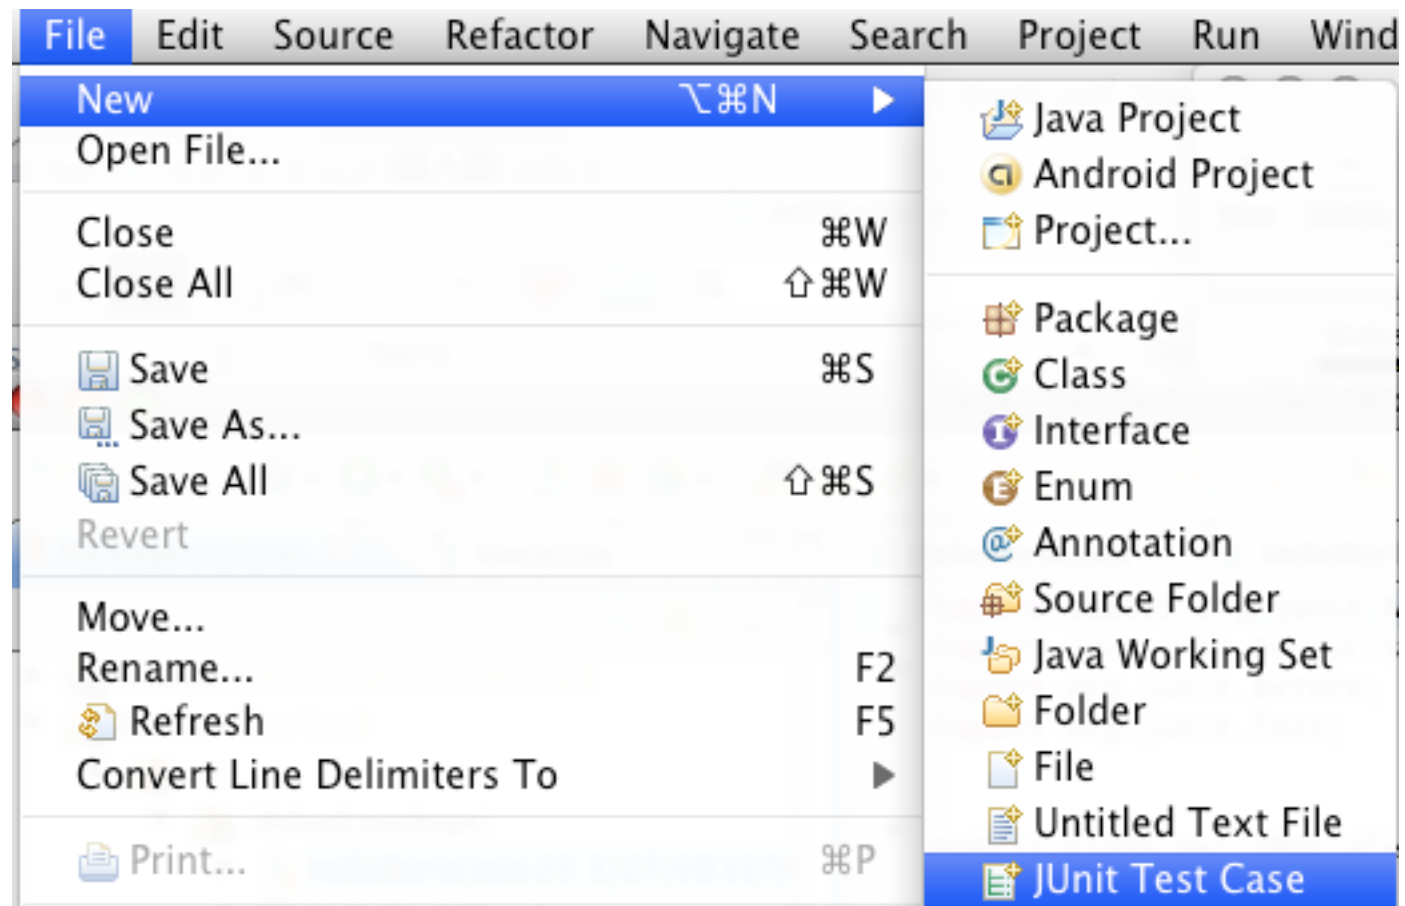 File Edit Source Refactor Navigate Search Project Run Wind
New ⌥⌘N ▶
Open File...
Close ⌘W
Close All ⇧⌘W
Save ⌘S
Save As...
Save All ⇧⌘S
Revert
Move...
Rename... F2
Refresh F5
Convert Line Delimiters To ▶
Print... ⌘P
Java Project
Android Project
Project...
Package
Class
Interface
Enum
Annotation
Source Folder
Java Working Set
Folder
File
Untitled Text File
JUnit Test Case